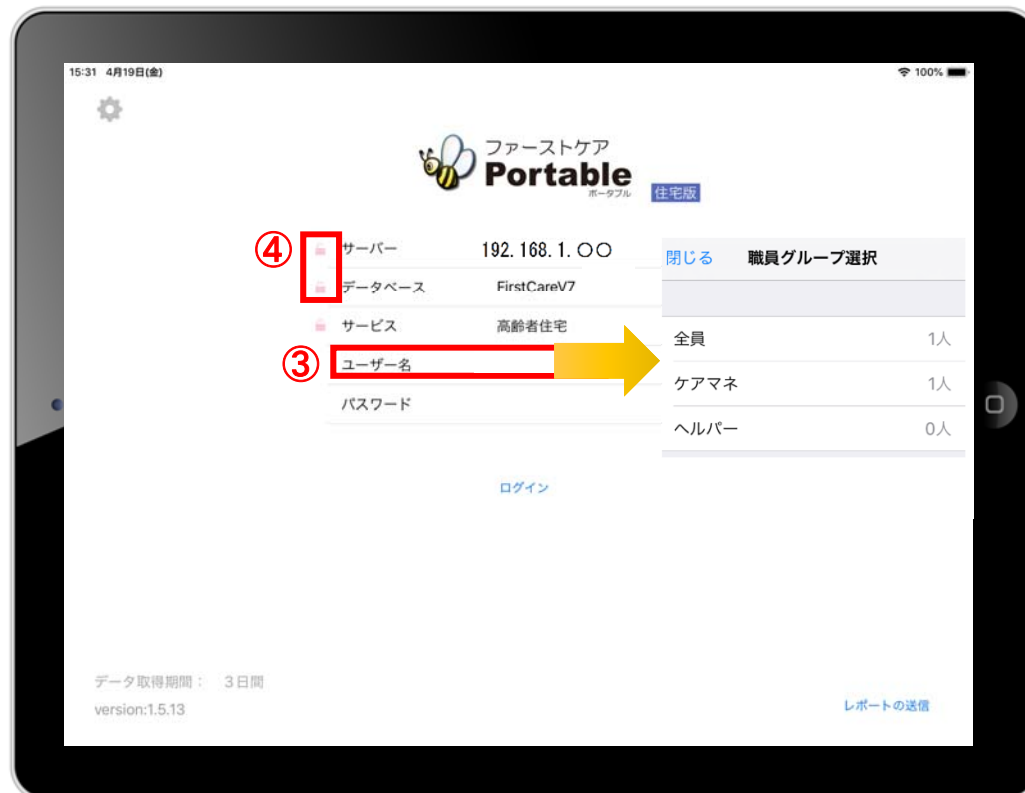 15:31 4月19日(金)
100%
ファーストケア
Portable
ポータブル
住宅版
④
サーバー 192.168.1.〇〇
データベース FirstCareV7
サービス 高齢者住宅
③
ユーザー名
パスワード
ログイン
閉じる 職員グループ選択
全員 1人
ケアマネ 1人
ヘルパー 0人
データ取得期間： 3日間
version:1.5.13
レポートの送信